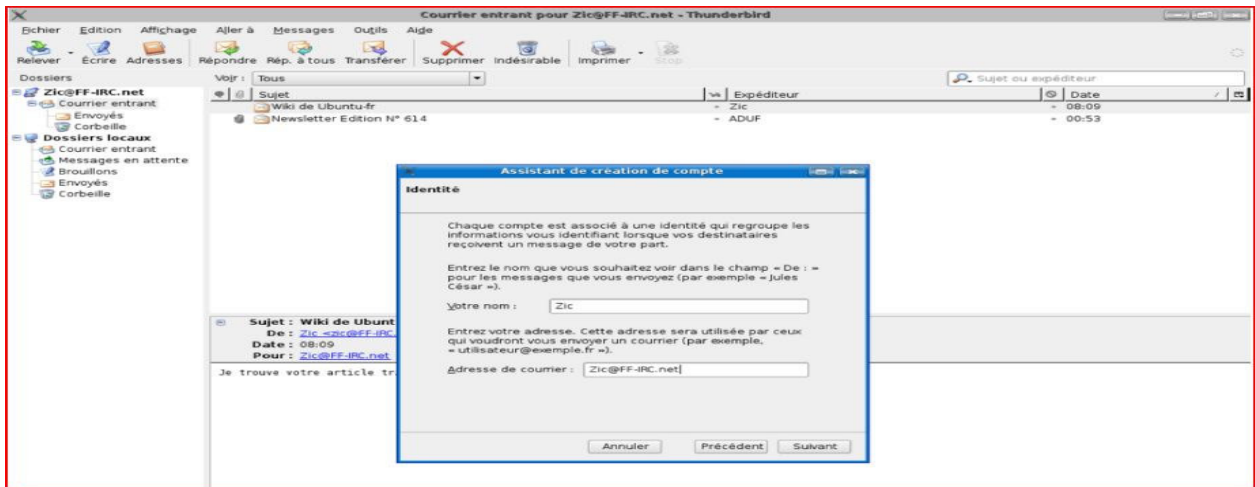 Courrier entrant pour Zic@FF-IRC.net - Thunderbird
Fichier Edition Affichage Aller à Messages Outils Aide
Relever Écrire Adresses Répondre Rép. à tous Transférer Supprimer Indésirable Imprimer Stop
Dossiers
Zic@FF-IRC.net
Courrier entrant
Envoyés
Corbeille
Dossiers locaux
Courrier entrant
Messages en attente
Brouillons
Envoyés
Corbeille
Voir : Tous
Sujet ou expéditeur
Sujet Expéditeur Date
Wiki de Ubuntu-fr Zic 08:09
Newsletter Edition N° 614 ADUF 00:53
Sujet : Wiki de Ubunt
De : Zic <zic@FF-IRC.
Date : 08:09
Pour : Zic@FF-IRC.net
Je trouve votre article tr
Assistant de création de compte
Identité
Chaque compte est associé à une identité qui regroupe les
informations vous identifiant lorsque vos destinataires
reçoivent un message de votre part.
Entrez le nom que vous souhaitez voir dans le champ « De : »
pour les messages que vous envoyez (par exemple « Jules
César »).
Votre nom : Zic
Entrez votre adresse. Cette adresse sera utilisée par ceux
qui voudront vous envoyer un courrier (par exemple,
« utilisateur@exemple.fr »).
Adresse de courrier : Zic@FF-IRC.net
Annuler Précédent Suivant